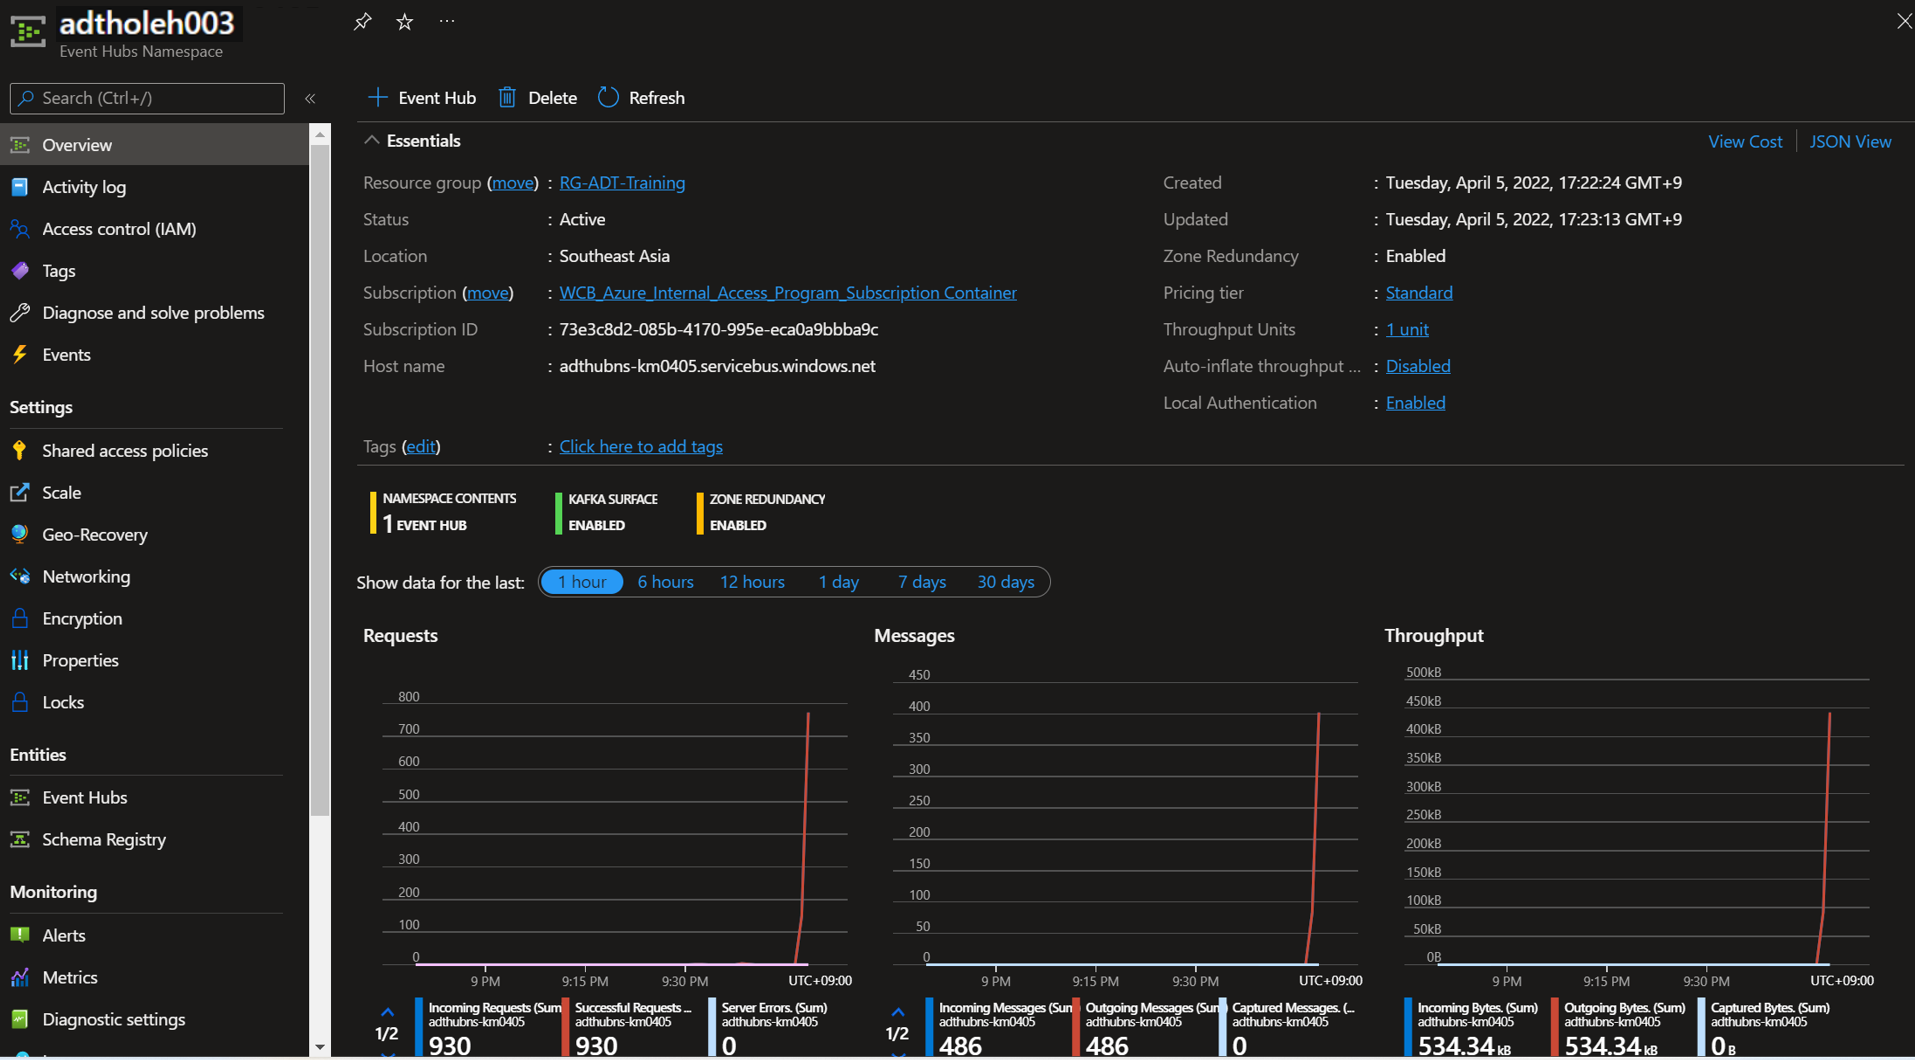 adtholeh003
Event Hubs Namespace
Search (Ctrl+/)
«
Overview
Activity log
Access control (IAM)
Tags
Diagnose and solve problems
Events
Settings
Shared access policies
Scale
Geo-Recovery
Networking
Encryption
Properties
Locks
Entities
Event Hubs
Schema Registry
Monitoring
Alerts
Metrics
Diagnostic settings
Event Hub
Delete
Refresh
Essentials
View Cost
JSON View
Resource group (move) : RG-ADT-Training
Status : Active
Location : Southeast Asia
Subscription (move) : WCB_Azure_Internal_Access_Program_Subscription Container
Subscription ID : 73e3c8d2-085b-4170-995e-eca0a9bbba9c
Host name : adthubns-km0405.servicebus.windows.net
Created : Tuesday, April 5, 2022, 17:22:24 GMT+9
Updated : Tuesday, April 5, 2022, 17:23:13 GMT+9
Zone Redundancy : Enabled
Pricing tier : Standard
Throughput Units : 1 unit
Auto-inflate throughput ... : Disabled
Local Authentication : Enabled
Tags (edit) : Click here to add tags
NAMESPACE CONTENTS
1 EVENT HUB
KAFKA SURFACE
ENABLED
ZONE REDUNDANCY
ENABLED
Show data for the last: 1 hour 6 hours 12 hours 1 day 7 days 30 days
Requests
800
700
600
500
400
300
200
100
0
9 PM 9:15 PM 9:30 PM UTC+09:00
1/2
Incoming Requests (Sum)
adthubns-km0405
930
Successful Requests ...
adthubns-km0405
930
Server Errors. (Sum)
adthubns-km0405
0
Messages
450
400
350
300
250
200
150
100
50
0
9 PM 9:15 PM 9:30 PM UTC+09:00
1/2
Incoming Messages (Sum)
adthubns-km0405
486
Outgoing Messages (Sum)
adthubns-km0405
486
Captured Messages. (...
adthubns-km0405
0
Throughput
500kB
450kB
400kB
350kB
300kB
250kB
200kB
150kB
100kB
50kB
0B
9 PM 9:15 PM 9:30 PM UTC+09:00
Incoming Bytes. (Sum)
adthubns-km0405
534.34 kB
Outgoing Bytes. (Sum)
adthubns-km0405
534.34 kB
Captured Bytes. (Sum)
adthubns-km0405
0 B